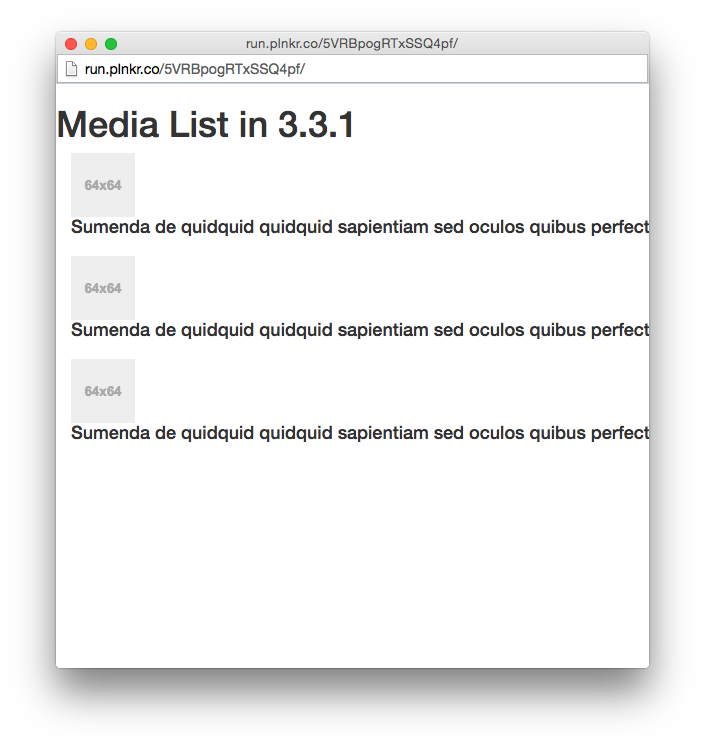 run.plnkr.co/5VRBpogRTxSSQ4pf/
run.plnkr.co/5VRBpogRTxSSQ4pf/
Media List in 3.3.1
64x64
Sumenda de quidquid quidquid sapientiam sed oculos quibus perfect
64x64
Sumenda de quidquid quidquid sapientiam sed oculos quibus perfect
64x64
Sumenda de quidquid quidquid sapientiam sed oculos quibus perfect